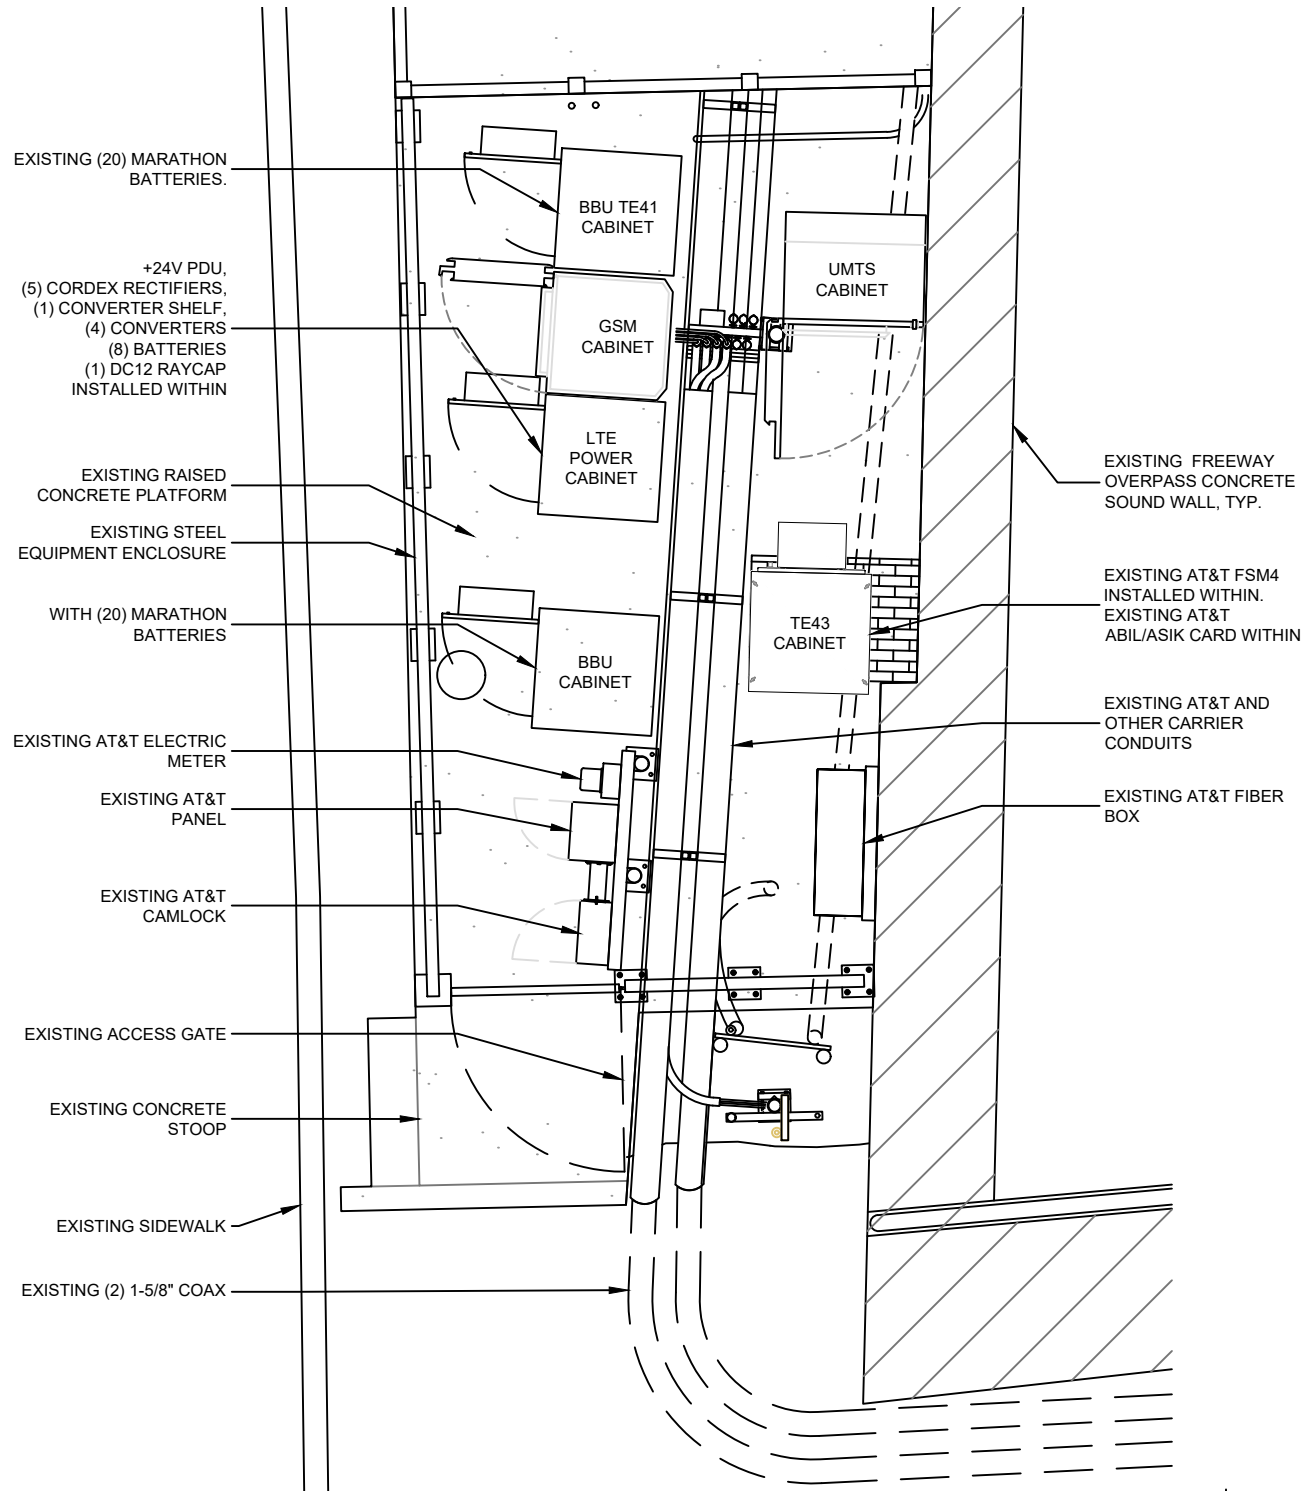 EXISTING (20) MARATHON
BATTERIES.
+24V PDU,
(5) CORDEX RECTIFIERS,
(1) CONVERTER SHELF,
(4) CONVERTERS
(8) BATTERIES
(1) DC12 RAYCAP
INSTALLED WITHIN
EXISTING RAISED
CONCRETE PLATFORM
EXISTING STEEL
EQUIPMENT ENCLOSURE
WITH (20) MARATHON
BATTERIES
EXISTING AT&T ELECTRIC
METER
EXISTING AT&T
PANEL
EXISTING AT&T
CAMLOCK
EXISTING ACCESS GATE
EXISTING CONCRETE
STOOP
EXISTING SIDEWALK
EXISTING (2) 1-5/8" COAX
BBU TE41
CABINET
GSM
CABINET
LTE
POWER
CABINET
BBU
CABINET
UMTS
CABINET
TE43
CABINET
EXISTING  FREEWAY
OVERPASS CONCRETE
SOUND WALL, TYP.
EXISTING AT&T FSM4
INSTALLED WITHIN.
EXISTING AT&T
ABIL/ASIK CARD WITHIN
EXISTING AT&T AND
OTHER CARRIER
CONDUITS
EXISTING AT&T FIBER
BOX